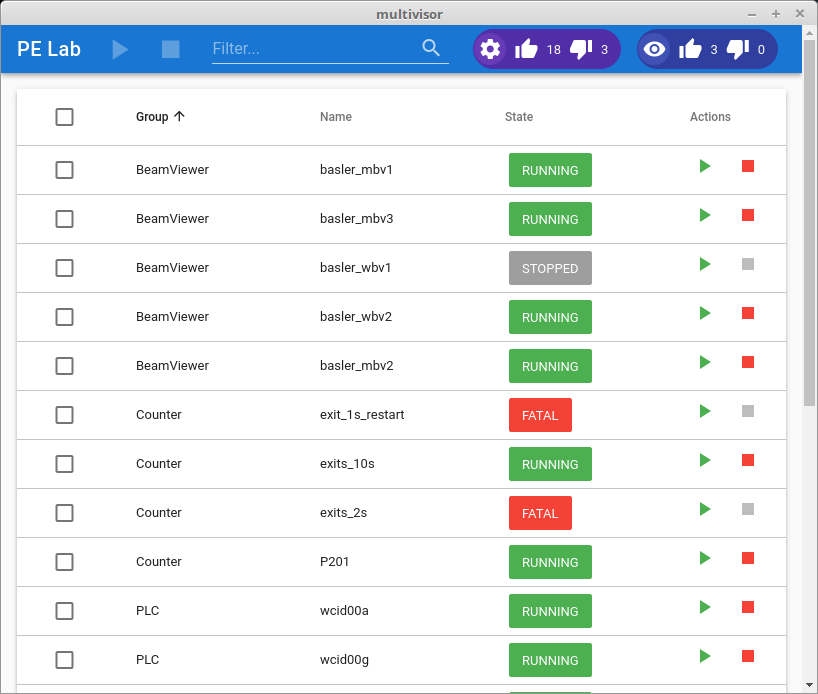 multivisor
PE Lab Filter... 18 3 3 0
Group Name State Actions
BeamViewer basler_mbv1 RUNNING
BeamViewer basler_mbv3 RUNNING
BeamViewer basler_wbv1 STOPPED
BeamViewer basler_wbv2 RUNNING
BeamViewer basler_mbv2 RUNNING
Counter exit_1s_restart FATAL
Counter exits_10s RUNNING
Counter exits_2s FATAL
Counter P201 RUNNING
PLC wcid00a RUNNING
PLC wcid00g RUNNING